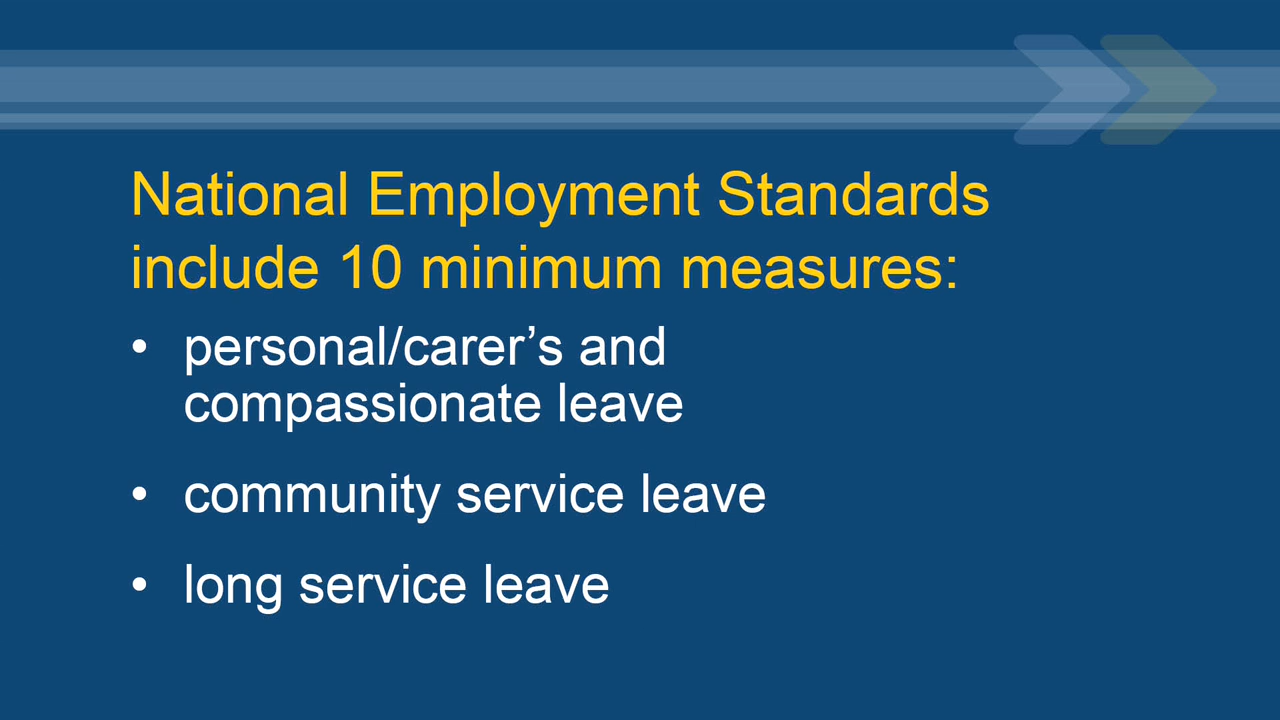 National Employment Standards
include 10 minimum measures:
• personal/carer’s and
compassionate leave
• community service leave
• long service leave